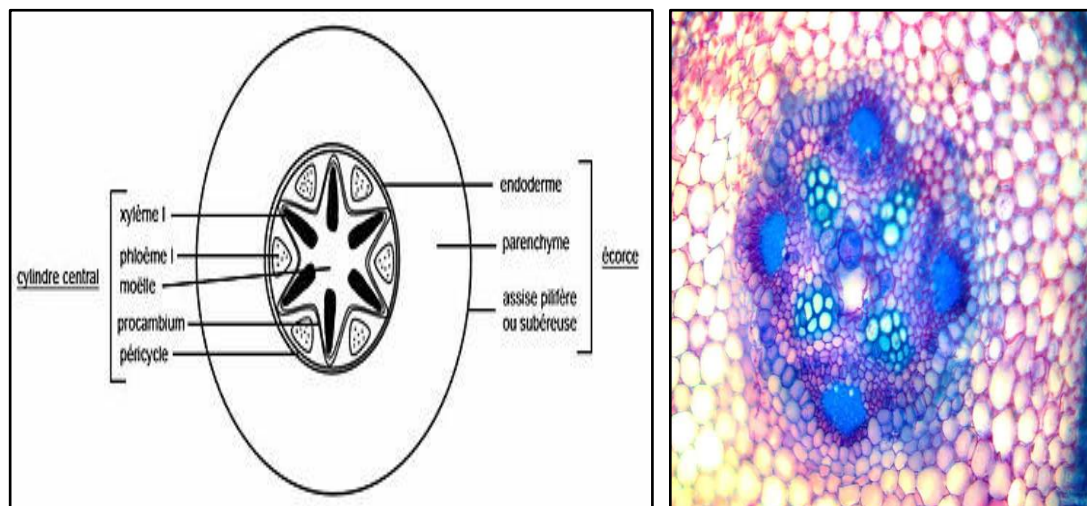 cylindre central
xylème I
phloème I
moëlle
procambium
péricycle
endoderme
parenchyme
assise pilifère
ou subéreuse
écorce